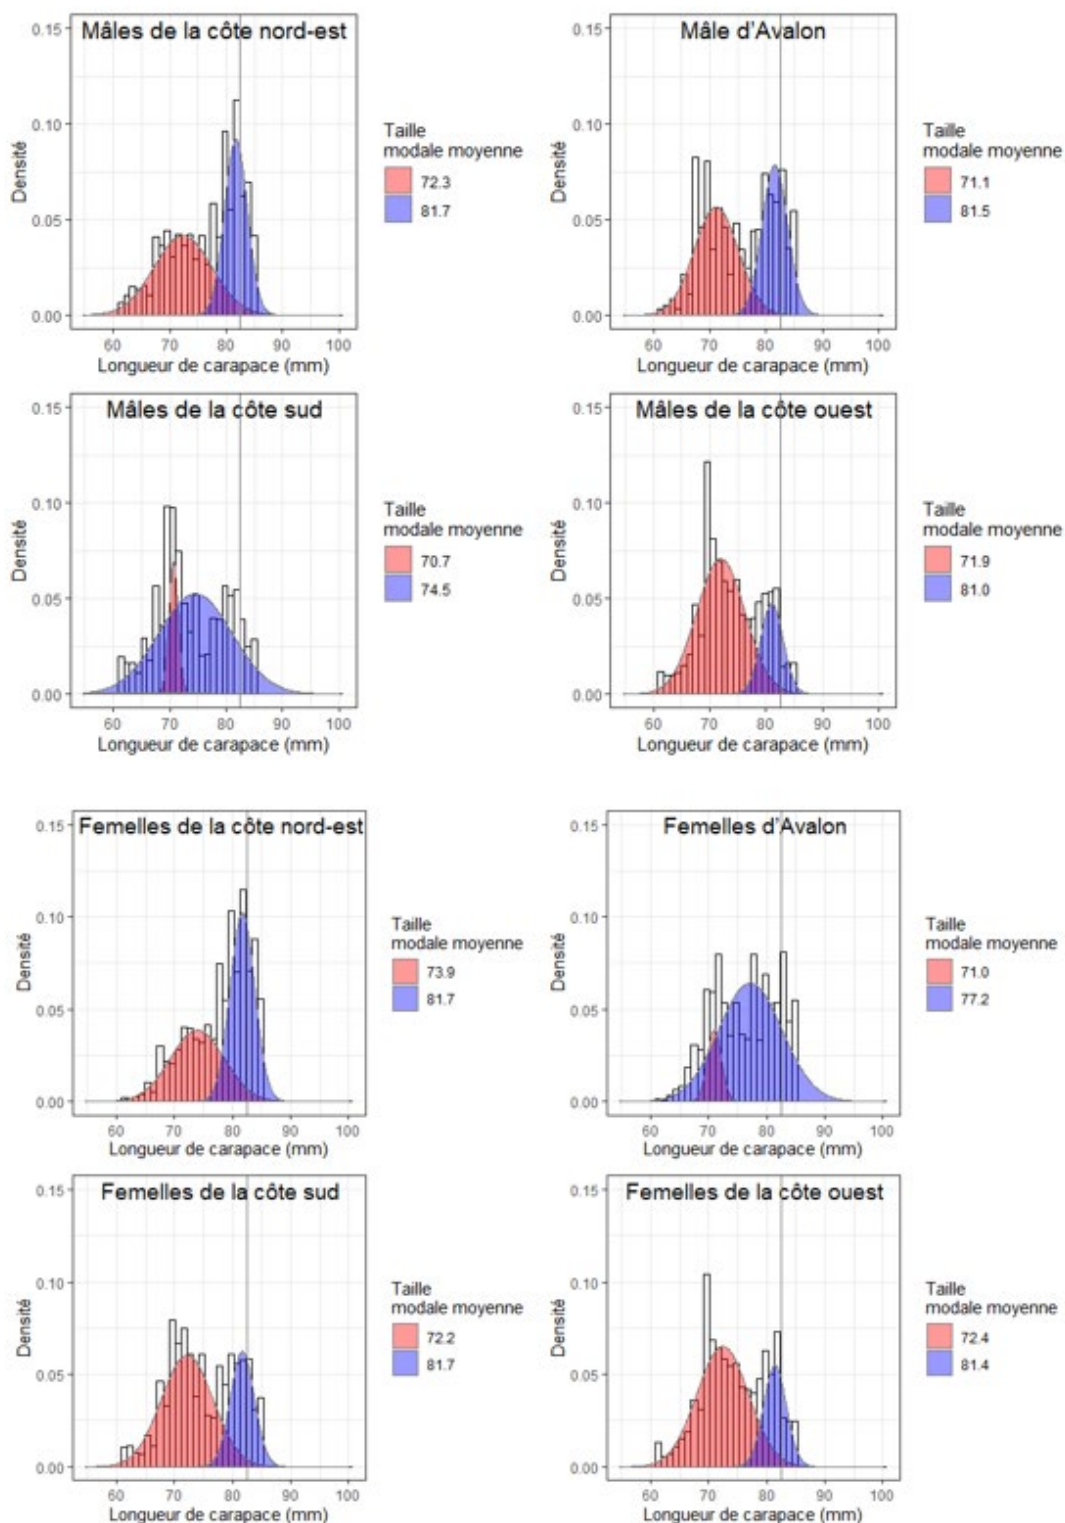 Mâles de la côte nord-est
0.15
0.10
0.05
0.00
Densité
60 70 80 90 100
Longueur de carapace (mm)
Taille
modale moyenne
72.3
81.7
Mâle d'Avalon
0.15
0.10
0.05
0.00
Densité
60 70 80 90 100
Longueur de carapace (mm)
Taille
modale moyenne
71.1
81.5
Mâles de la côte sud
0.15
0.10
0.05
0.00
Densité
60 70 80 90 100
Longueur de carapace (mm)
Taille
modale moyenne
70.7
74.5
Mâles de la côte ouest
0.15
0.10
0.05
0.00
Densité
60 70 80 90 100
Longueur de carapace (mm)
Taille
modale moyenne
71.9
81.0
Femelles de la côte nord-est
0.15
0.10
0.05
0.00
Densité
60 70 80 90 100
Longueur de carapace (mm)
Taille
modale moyenne
73.9
81.7
Femelles d'Avalon
0.15
0.10
0.05
0.00
Densité
60 70 80 90 100
Longueur de carapace (mm)
Taille
modale moyenne
71.0
77.2
Femelles de la côte sud
0.15
0.10
0.05
0.00
Densité
60 70 80 90 100
Longueur de carapace (mm)
Taille
modale moyenne
72.2
81.7
Femelles de la côte ouest
0.15
0.10
0.05
0.00
Densité
60 70 80 90 100
Longueur de carapace (mm)
Taille
modale moyenne
72.4
81.4